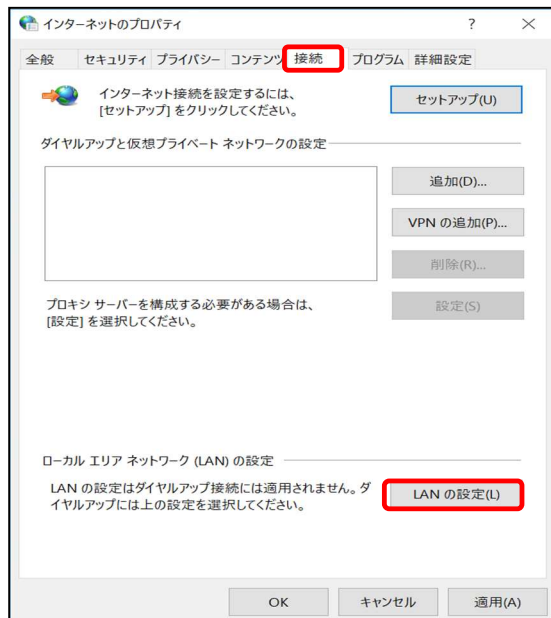 インターネットのプロパティ ? ×
全般 セキュリティ プライバシー コンテンツ 接続 プログラム 詳細設定
インターネット接続を設定するには、
[セットアップ] をクリックしてください。
セットアップ(U)
ダイヤルアップと仮想プライベート ネットワークの設定
追加(D)...
VPN の追加(P)...
削除(R)...
プロキシ サーバーを構成する必要がある場合は、
[設定] を選択してください。
設定(S)
ローカル エリア ネットワーク (LAN) の設定
LAN の設定はダイヤルアップ接続には適用されません。ダ
イヤルアップには上の設定を選択してください。
LAN の設定(L)
OK キャンセル 適用(A)